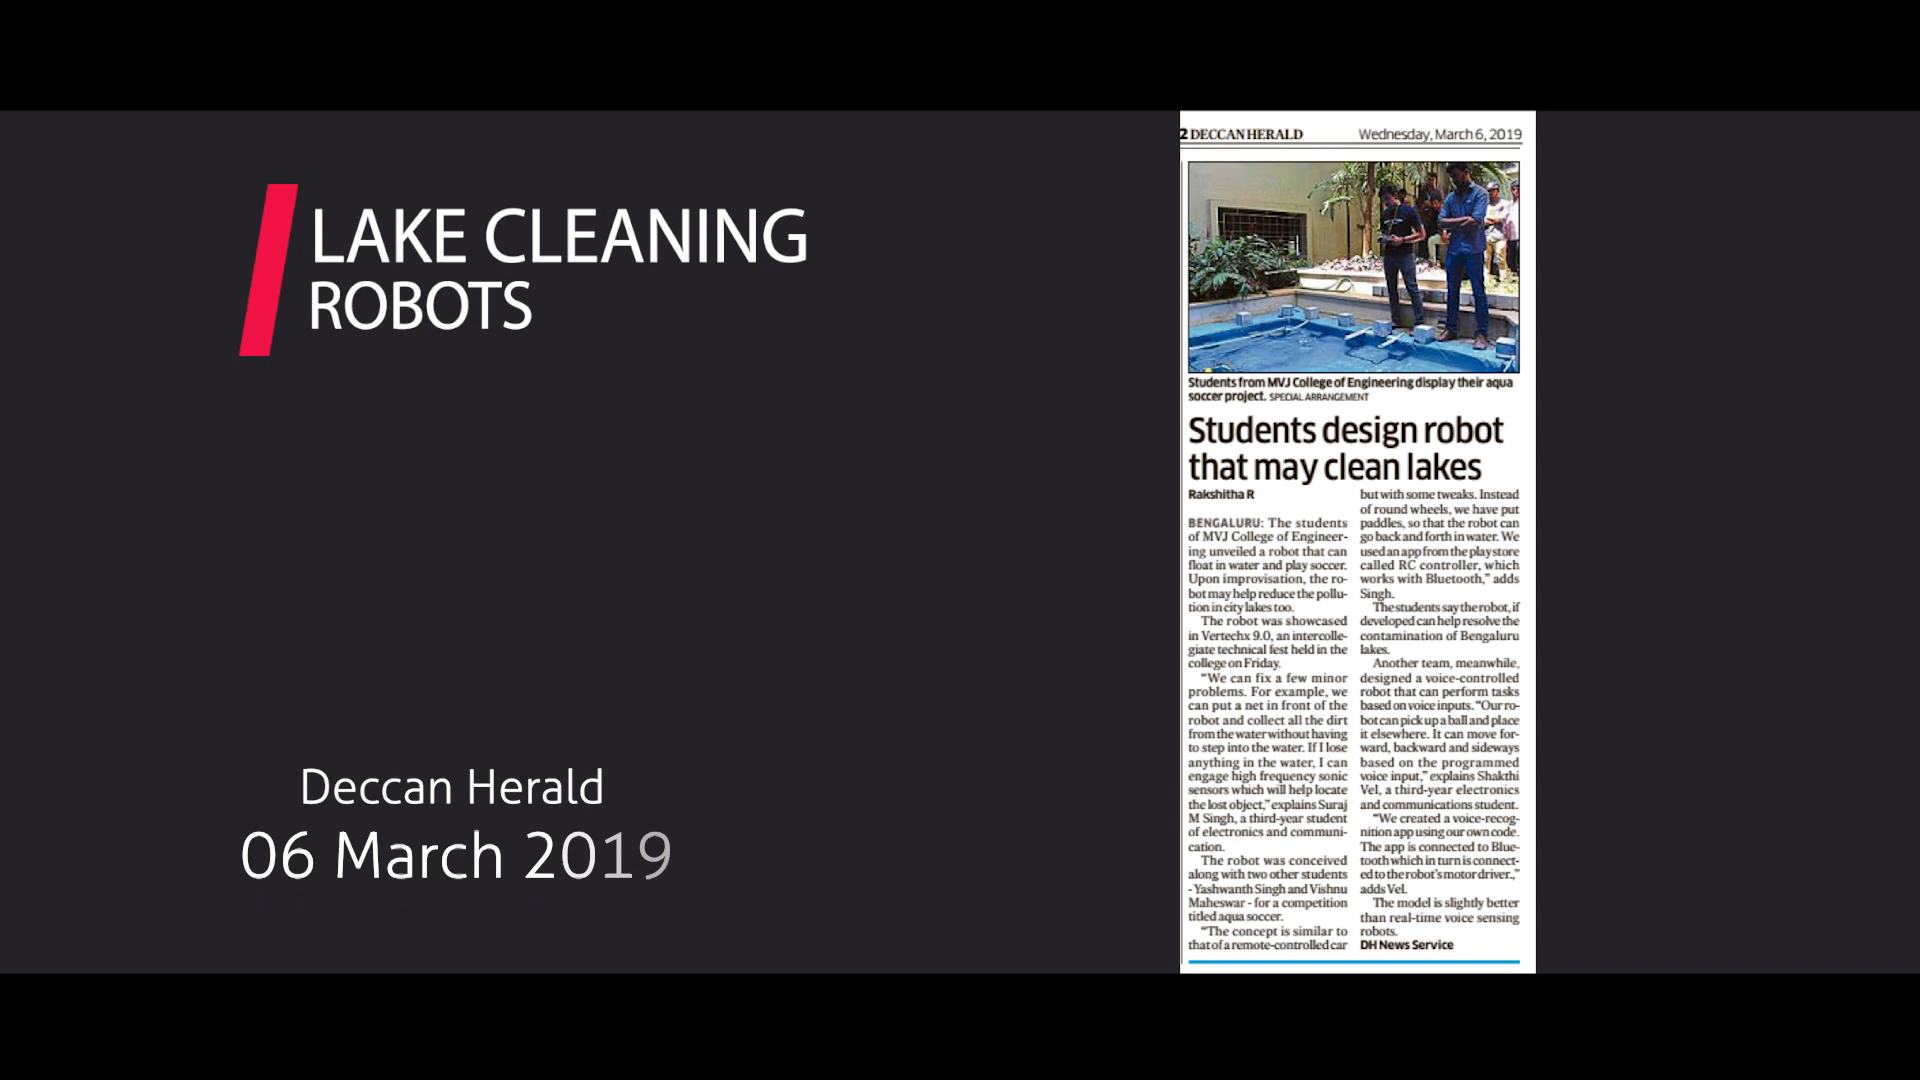 LAKE CLEANING
ROBOTS
Deccan Herald
06 March 2019
2 DECCAN HERALD Wednesday, March 6, 2019
Students from MVJ College of Engineering display their aqua
soccer project. SPECIAL ARRANGEMENT
Students design robot
that may clean lakes
Rakshitha R
BENGALURU: The students
of MVJ College of Engineer-
ing unveiled a robot that can
float in water and play soccer.
Upon improvisation, the ro-
bot may help reduce the pollu-
tion in city lakes too.
The robot was showcased
in Vertechx 9.0, an intercolle-
giate technical fest held in the
college on Friday.
“We can fix a few minor
problems. For example, we
can put a net in front of the
robot and collect all the dirt
from the water without having
to step into the water. If I lose
anything in the water, I can
engage high frequency sonic
sensors which will help locate
the lost object,” explains Suraj
M Singh, a third-year student
of electronics and communi-
cation.
The robot was conceived
along with two other students
- Yashwanth Singh and Vishnu
Maheswar - for a competition
titled aqua soccer.
“The concept is similar to
that of a remote-controlled car
but with some tweaks. Instead
of round wheels, we have put
paddles, so that the robot can
go back and forth in water. We
used an app from the playstore
called RC controller, which
works with Bluetooth,” adds
Singh.
The students say the robot, if
developed can help resolve the
contamination of Bengaluru
lakes.
Another team, meanwhile,
designed a voice-controlled
robot that can perform tasks
based on voice inputs. “Our ro-
bot can pick up a ball and place
it elsewhere. It can move for-
ward, backward and sideways
based on the programmed
voice input,” explains Shakthi
Vel, a third-year electronics
and communications student.
“We created a voice-recog-
nition app using our own code.
The app is connected to Blue-
tooth which in turn is connect-
ed to the robot's motor driver.,”
adds Vel.
The model is slightly better
than real-time voice sensing
robots.
DH News Service